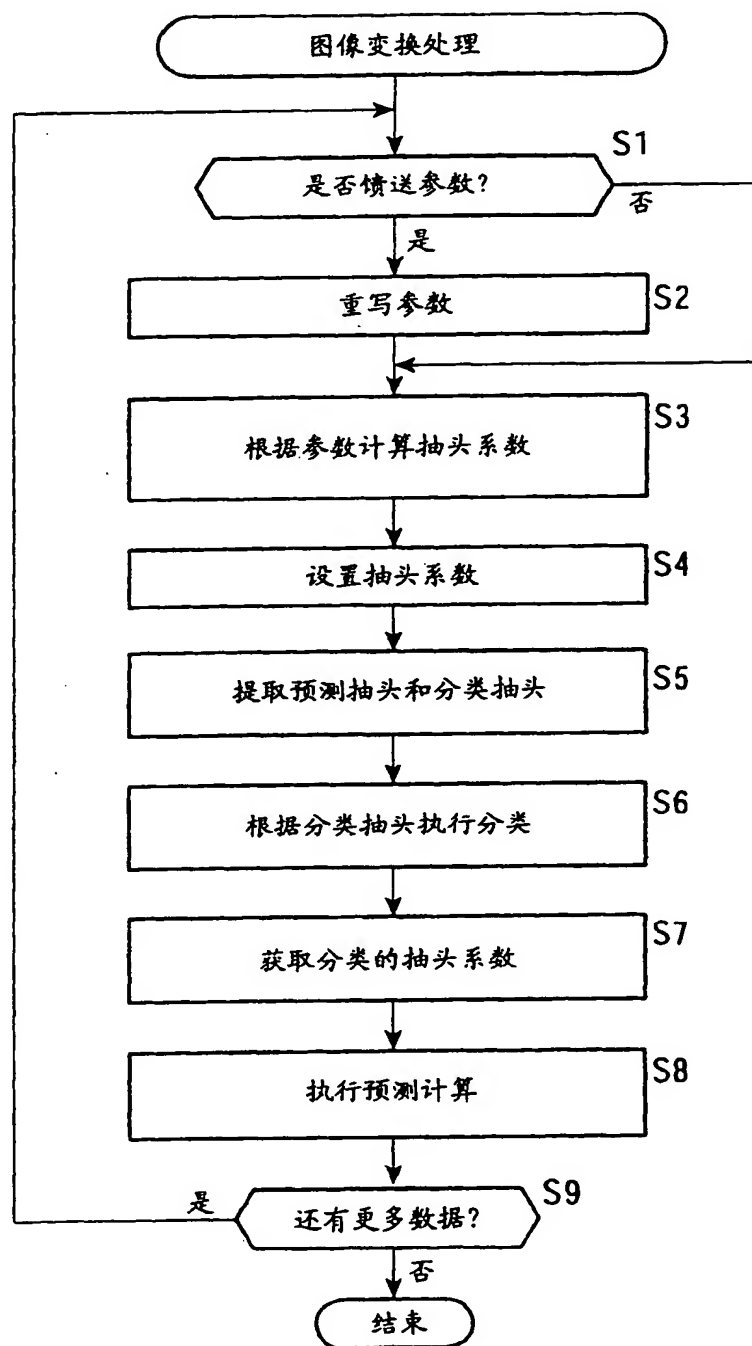 图像变换处理
S1
是否馈送参数?
否
是
重写参数
S2
根据参数计算抽头系数
S3
设置抽头系数
S4
提取预测抽头和分类抽头
S5
根据分类抽头执行分类
S6
获取分类的抽头系数
S7
执行预测计算
S8
是
还有更多数据?
S9
否
结束